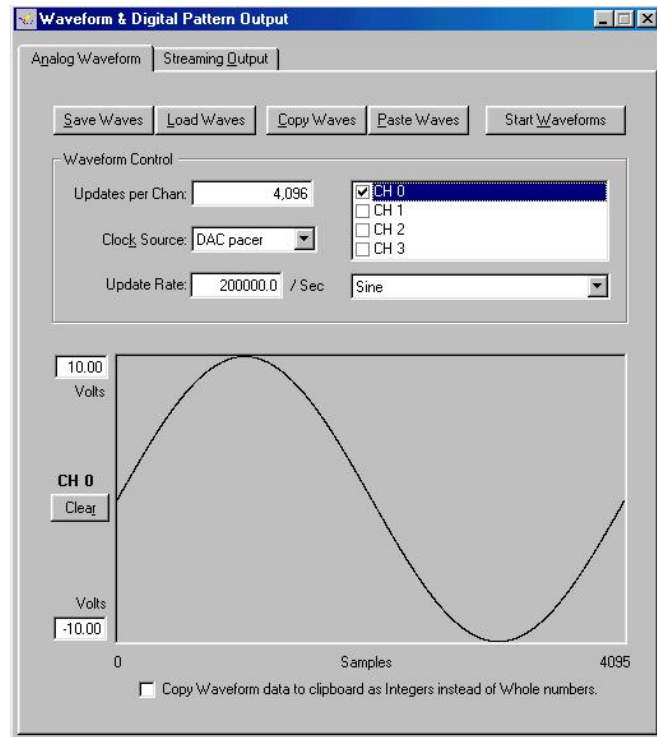 Waveform & Digital Pattern Output
Analog Waveform Streaming Output
Save Waves Load Waves Copy Waves Paste Waves Start Waveforms
Waveform Control
Updates per Chan: 4,096
CH 0
CH 1
CH 2
CH 3
Clock Source: DAC pacer
Update Rate: 200000.0 / Sec
Sine
10.00
Volts
CH 0
Clear
Volts
-10.00
0 Samples 4095
Copy Waveform data to clipboard as Integers instead of Whole numbers.